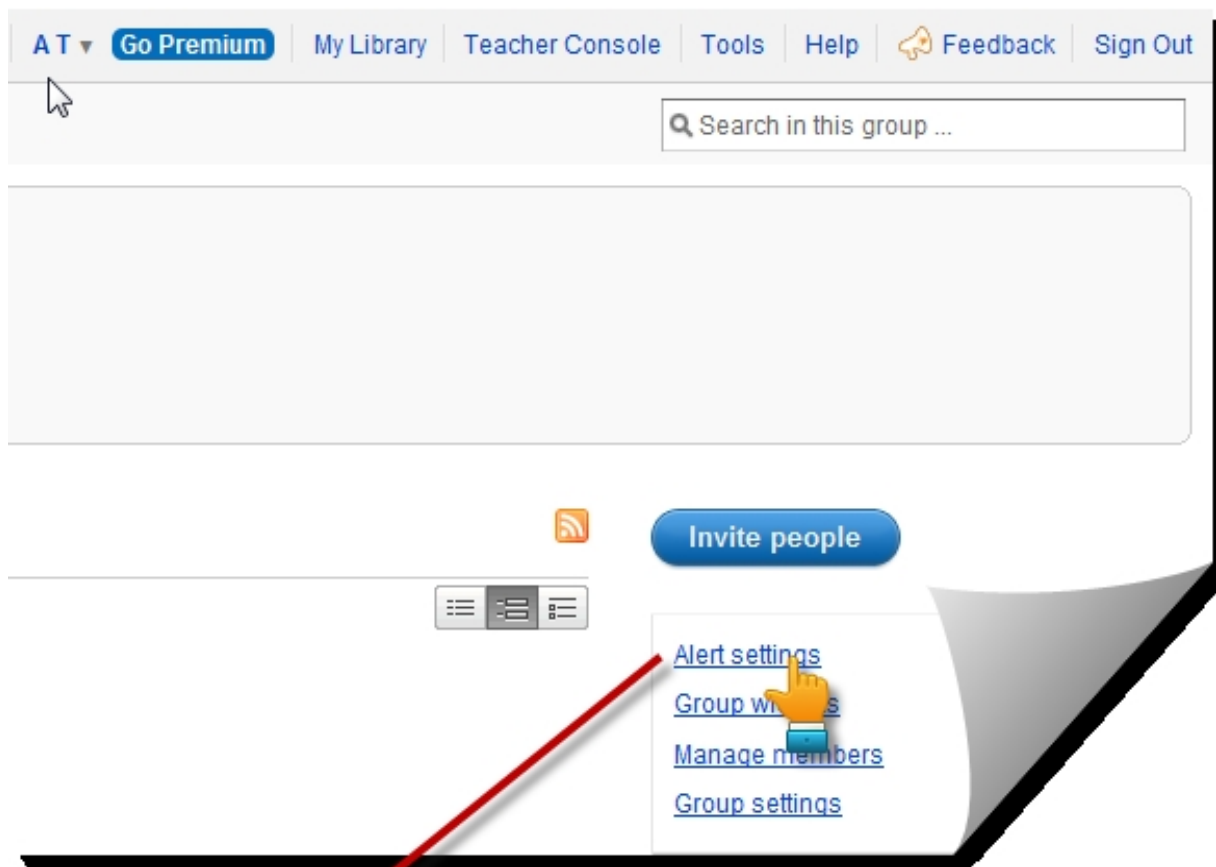 A T ▾ Go Premium My Library Teacher Console Tools Help Feedback Sign Out
Search in this group ...
Invite people
Alert settings
Group
Manage members
Group settings